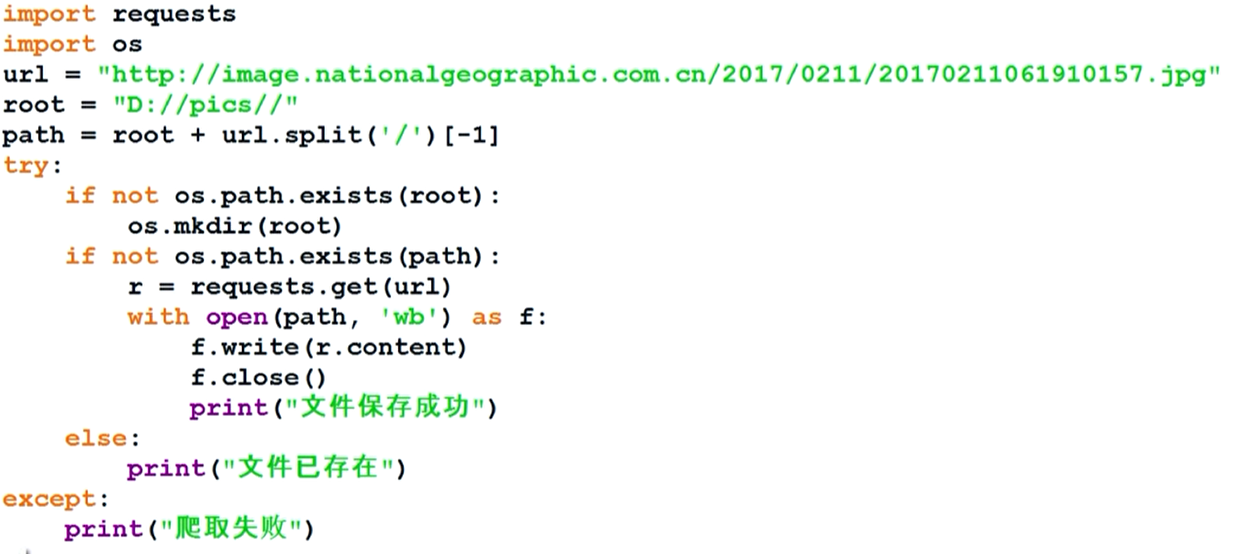 import requests
import os
url = "http://image.nationalgeographic.com.cn/2017/0211/20170211061910157.jpg"
root = "D://pics//"
path = root + url.split('/')[-1]
try:
    if not os.path.exists(root):
        os.mkdir(root)
    if not os.path.exists(path):
        r = requests.get(url)
        with open(path, 'wb') as f:
            f.write(r.content)
            f.close()
            print("文件保存成功")
    else:
        print("文件已存在")
except:
    print("爬取失败")